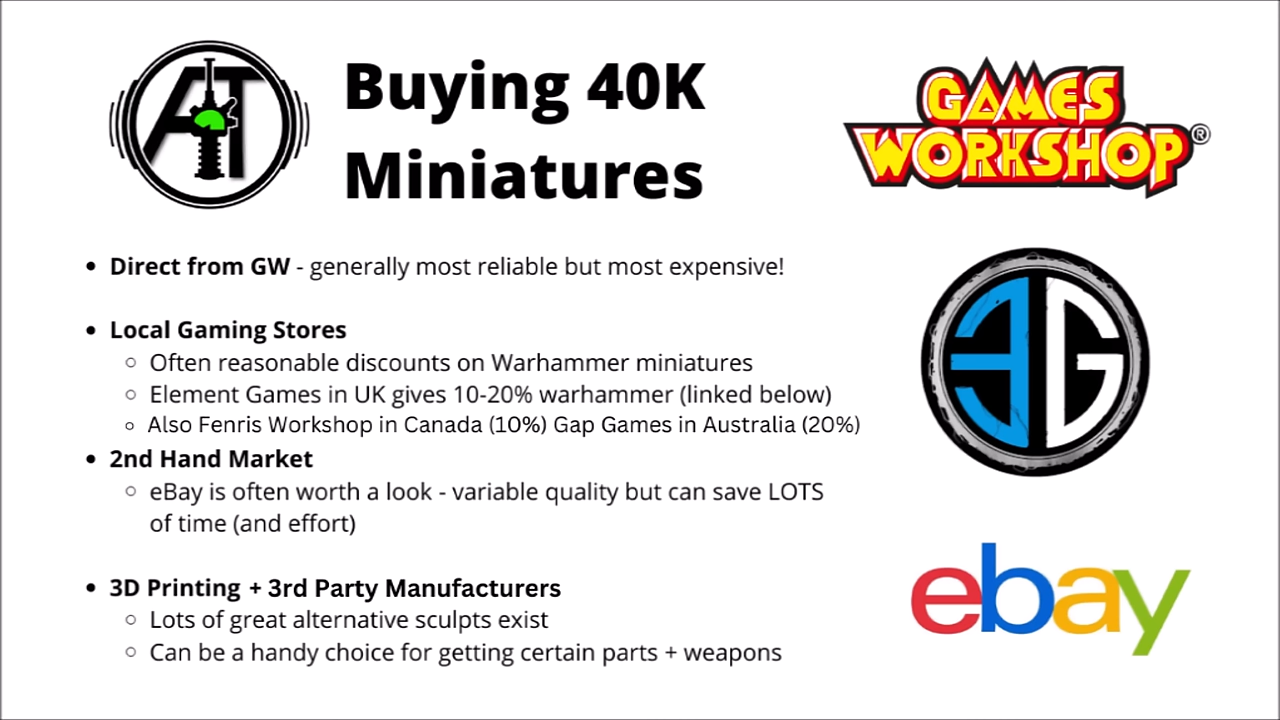 AT
Buying 40K
Miniatures
GAMES
WORKSHOP®
• Direct from GW - generally most reliable but most expensive!
• Local Gaming Stores
○ Often reasonable discounts on Warhammer miniatures
○ Element Games in UK gives 10-20% warhammer (linked below)
○ Also Fenris Workshop in Canada (10%) Gap Games in Australia (20%)
• 2nd Hand Market
○ eBay is often worth a look - variable quality but can save LOTS
of time (and effort)
• 3D Printing + 3rd Party Manufacturers
○ Lots of great alternative sculpts exist
○ Can be a handy choice for getting certain parts + weapons
EG
ebay